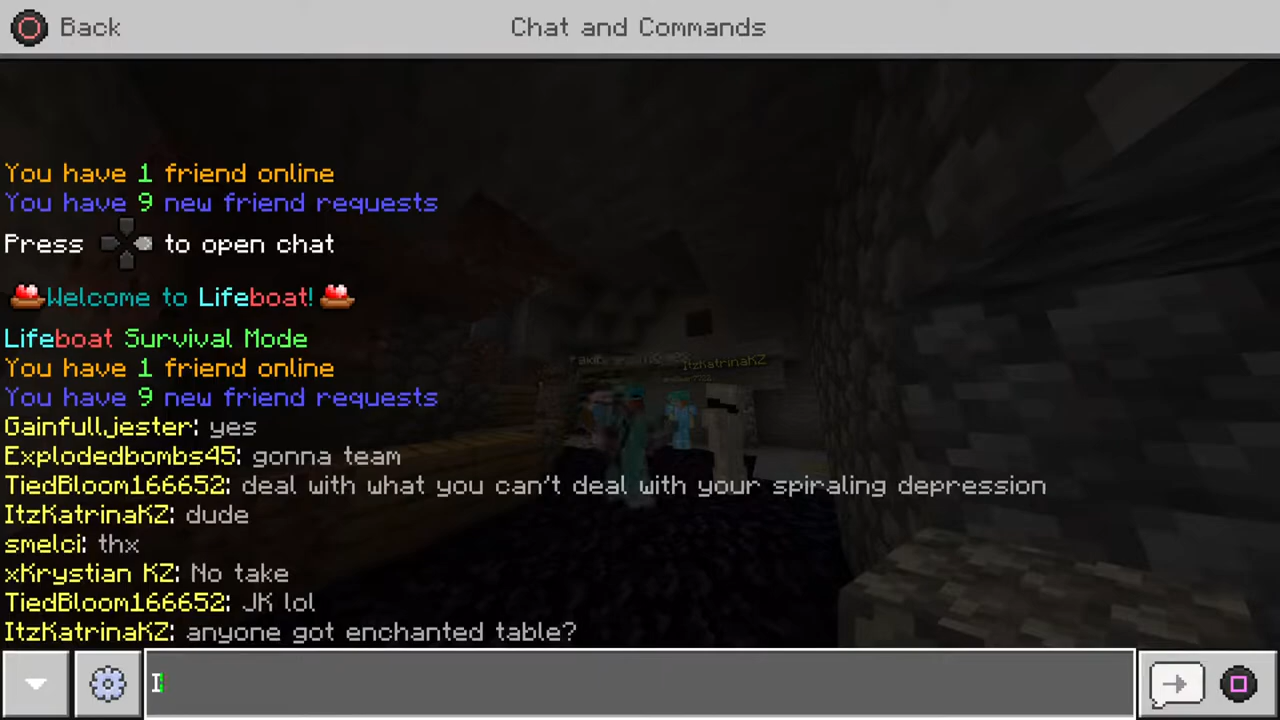 Back
Chat and Commands
You have 1 friend online
You have 9 new friend requests
Press to open chat
Welcome to Lifeboat!
Lifeboat Survival Mode
You have 1 friend online
You have 9 new friend requests
ItzKatrinaKZ
Gainfulljester: yes
Explodedbombs45: gonna team
TiedBloom166652: deal with what you can't deal with your spiraling depression
ItzKatrinaKZ: dude
smelci: thx
xKrystian KZ: No take
TiedBloom166652: JK lol
ItzKatrinaKZ: anyone got enchanted table?
I